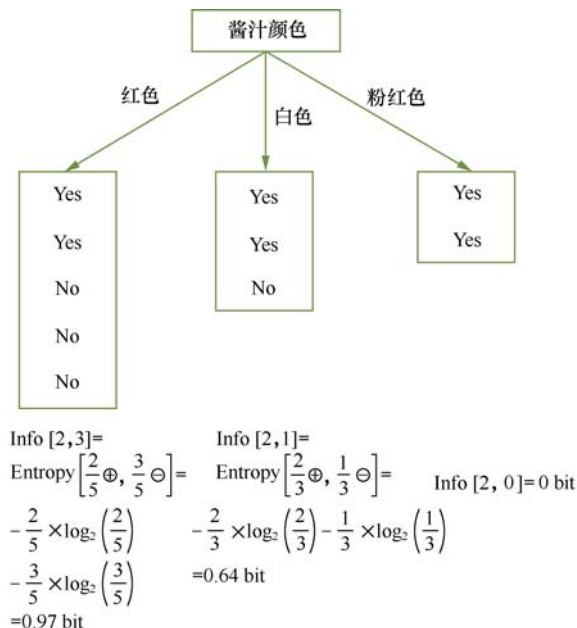 酱汁颜色
红色
白色
粉红色
Yes
Yes
No
No
No
Yes
Yes
No
Yes
Yes
Info [2,3]=
Entropy[2/5⊕, 3/5⊖]=
-2/5×log₂(2/5)
-3/5×log₂(3/5)
=0.97 bit
Info [2,1]=
Entropy[2/3⊕, 1/3⊖]=
-2/3×log₂(2/3)-1/3×log₂(1/3)
=0.64 bit
Info [2, 0]=0 bit